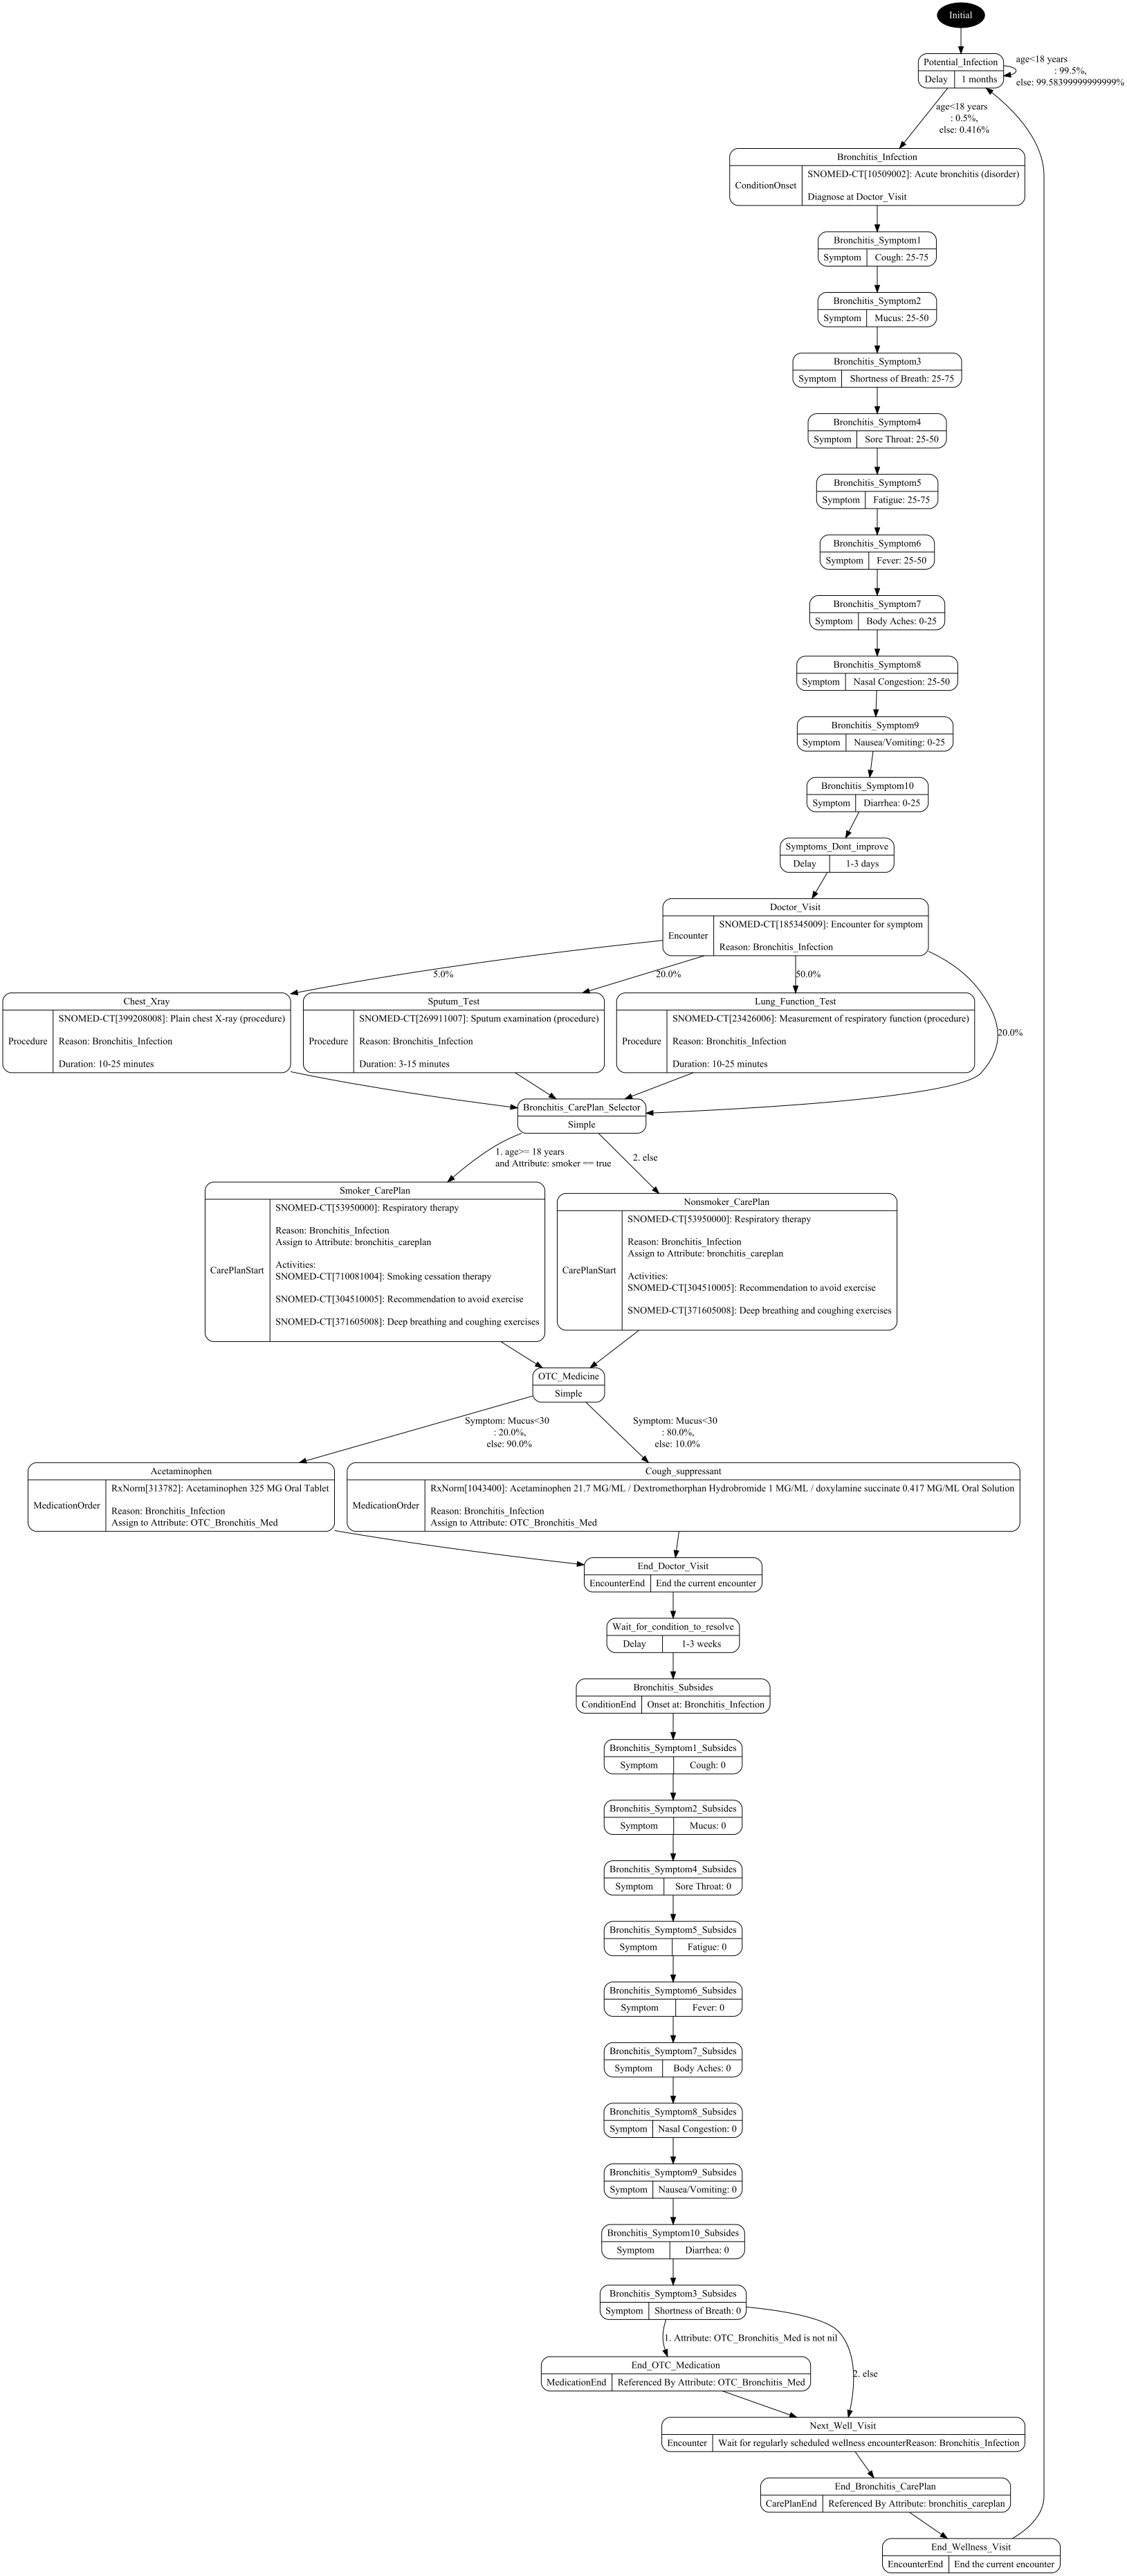 Initial
Potential_Infection
Delay
1 months
age<18 years
: 99.5%,
else: 99.58399999999999%
age<18 years
: 0.5%,
else: 0.416%
Bronchitis_Infection
ConditionOnset
SNOMED-CT[10509002]: Acute bronchitis (disorder)
Diagnose at Doctor_Visit
Bronchitis_Symptom1
Symptom
Cough: 25-75
Bronchitis_Symptom2
Symptom
Mucus: 25-50
Bronchitis_Symptom3
Symptom
Shortness of Breath: 25-75
Bronchitis_Symptom4
Symptom
Sore Throat: 25-50
Bronchitis_Symptom5
Symptom
Fatigue: 25-75
Bronchitis_Symptom6
Symptom
Fever: 25-50
Bronchitis_Symptom7
Symptom
Body Aches: 0-25
Bronchitis_Symptom8
Symptom
Nasal Congestion: 25-50
Bronchitis_Symptom9
Symptom
Nausea/Vomiting: 0-25
Bronchitis_Symptom10
Symptom
Diarrhea: 0-25
Symptoms_Dont_improve
Delay
1-3 days
Doctor_Visit
Encounter
SNOMED-CT[185345009]: Encounter for symptom
Reason: Bronchitis_Infection
5.0%
20.0%
50.0%
20.0%
Chest_Xray
Procedure
SNOMED-CT[399208008]: Plain chest X-ray (procedure)
Reason: Bronchitis_Infection
Duration: 10-25 minutes
Sputum_Test
Procedure
SNOMED-CT[269911007]: Sputum examination (procedure)
Reason: Bronchitis_Infection
Duration: 3-15 minutes
Lung_Function_Test
Procedure
SNOMED-CT[23426006]: Measurement of respiratory function (procedure)
Reason: Bronchitis_Infection
Duration: 10-25 minutes
Bronchitis_CarePlan_Selector
Simple
1. age>= 18 years
and Attribute: smoker == true
2. else
Smoker_CarePlan
CarePlanStart
SNOMED-CT[53950000]: Respiratory therapy
Reason: Bronchitis_Infection
Assign to Attribute: bronchitis_careplan
Activities:
SNOMED-CT[710081004]: Smoking cessation therapy
SNOMED-CT[304510005]: Recommendation to avoid exercise
SNOMED-CT[371605008]: Deep breathing and coughing exercises
Nonsmoker_CarePlan
CarePlanStart
SNOMED-CT[53950000]: Respiratory therapy
Reason: Bronchitis_Infection
Assign to Attribute: bronchitis_careplan
Activities:
SNOMED-CT[304510005]: Recommendation to avoid exercise
SNOMED-CT[371605008]: Deep breathing and coughing exercises
OTC_Medicine
Simple
Symptom: Mucus<30
: 20.0%,
else: 90.0%
Symptom: Mucus<30
: 80.0%,
else: 10.0%
Acetaminophen
MedicationOrder
RxNorm[313782]: Acetaminophen 325 MG Oral Tablet
Reason: Bronchitis_Infection
Assign to Attribute: OTC_Bronchitis_Med
Cough_suppressant
MedicationOrder
RxNorm[1043400]: Acetaminophen 21.7 MG/ML / Dextromethorphan Hydrobromide 1 MG/ML / doxylamine succinate 0.417 MG/ML Oral Solution
Reason: Bronchitis_Infection
Assign to Attribute: OTC_Bronchitis_Med
End_Doctor_Visit
EncounterEnd
End the current encounter
Wait_for_condition_to_resolve
Delay
1-3 weeks
Bronchitis_Subsides
ConditionEnd
Onset at: Bronchitis_Infection
Bronchitis_Symptom1_Subsides
Symptom
Cough: 0
Bronchitis_Symptom2_Subsides
Symptom
Mucus: 0
Bronchitis_Symptom4_Subsides
Symptom
Sore Throat: 0
Bronchitis_Symptom5_Subsides
Symptom
Fatigue: 0
Bronchitis_Symptom6_Subsides
Symptom
Fever: 0
Bronchitis_Symptom7_Subsides
Symptom
Body Aches: 0
Bronchitis_Symptom8_Subsides
Symptom
Nasal Congestion: 0
Bronchitis_Symptom9_Subsides
Symptom
Nausea/Vomiting: 0
Bronchitis_Symptom10_Subsides
Symptom
Diarrhea: 0
Bronchitis_Symptom3_Subsides
Symptom
Shortness of Breath: 0
1. Attribute: OTC_Bronchitis_Med is not nil
2. else
End_OTC_Medication
MedicationEnd
Referenced By Attribute: OTC_Bronchitis_Med
Next_Well_Visit
Encounter
Wait for regularly scheduled wellness encounterReason: Bronchitis_Infection
End_Bronchitis_CarePlan
CarePlanEnd
Referenced By Attribute: bronchitis_careplan
End_Wellness_Visit
EncounterEnd
End the current encounter